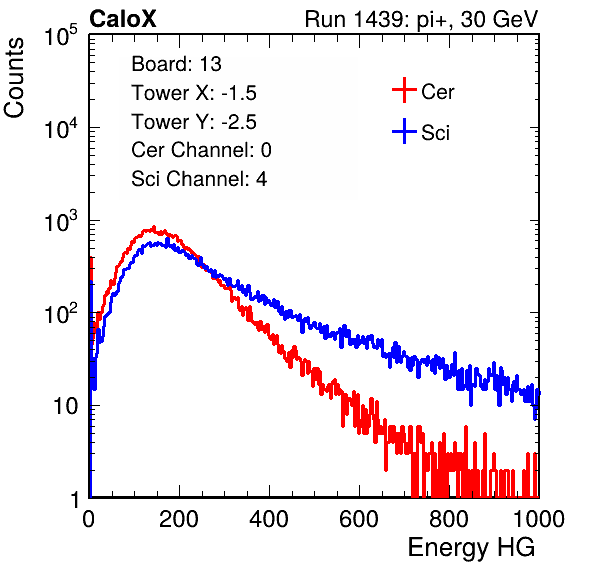 CaloX Run 1439: pi+, 30 GeV
Counts
10^5
10^4
10^3
10^2
10
1
Board: 13
Tower X: -1.5
Tower Y: -2.5
Cer Channel: 0
Sci Channel: 4
Cer
Sci
0 200 400 600 800 1000
Energy HG